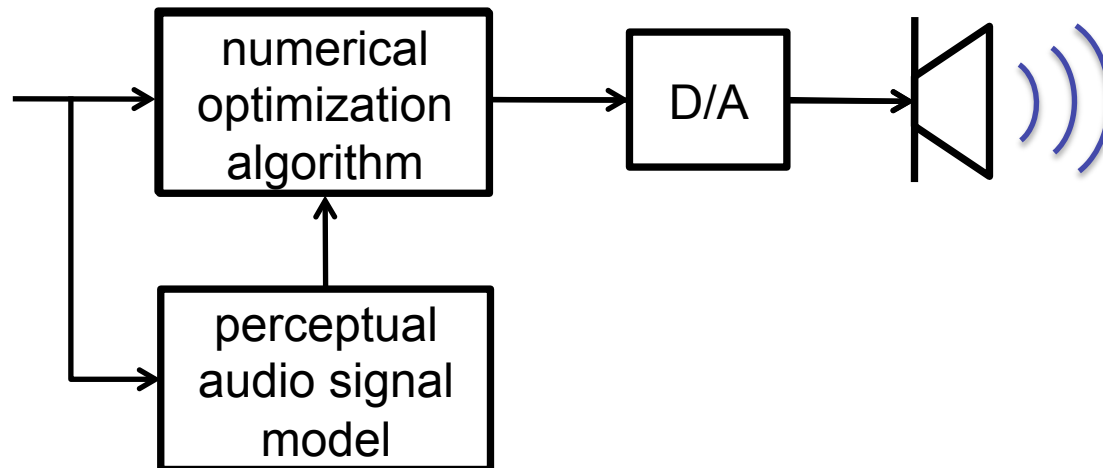 numerical
optimization
algorithm
D/A
perceptual
audio signal
model